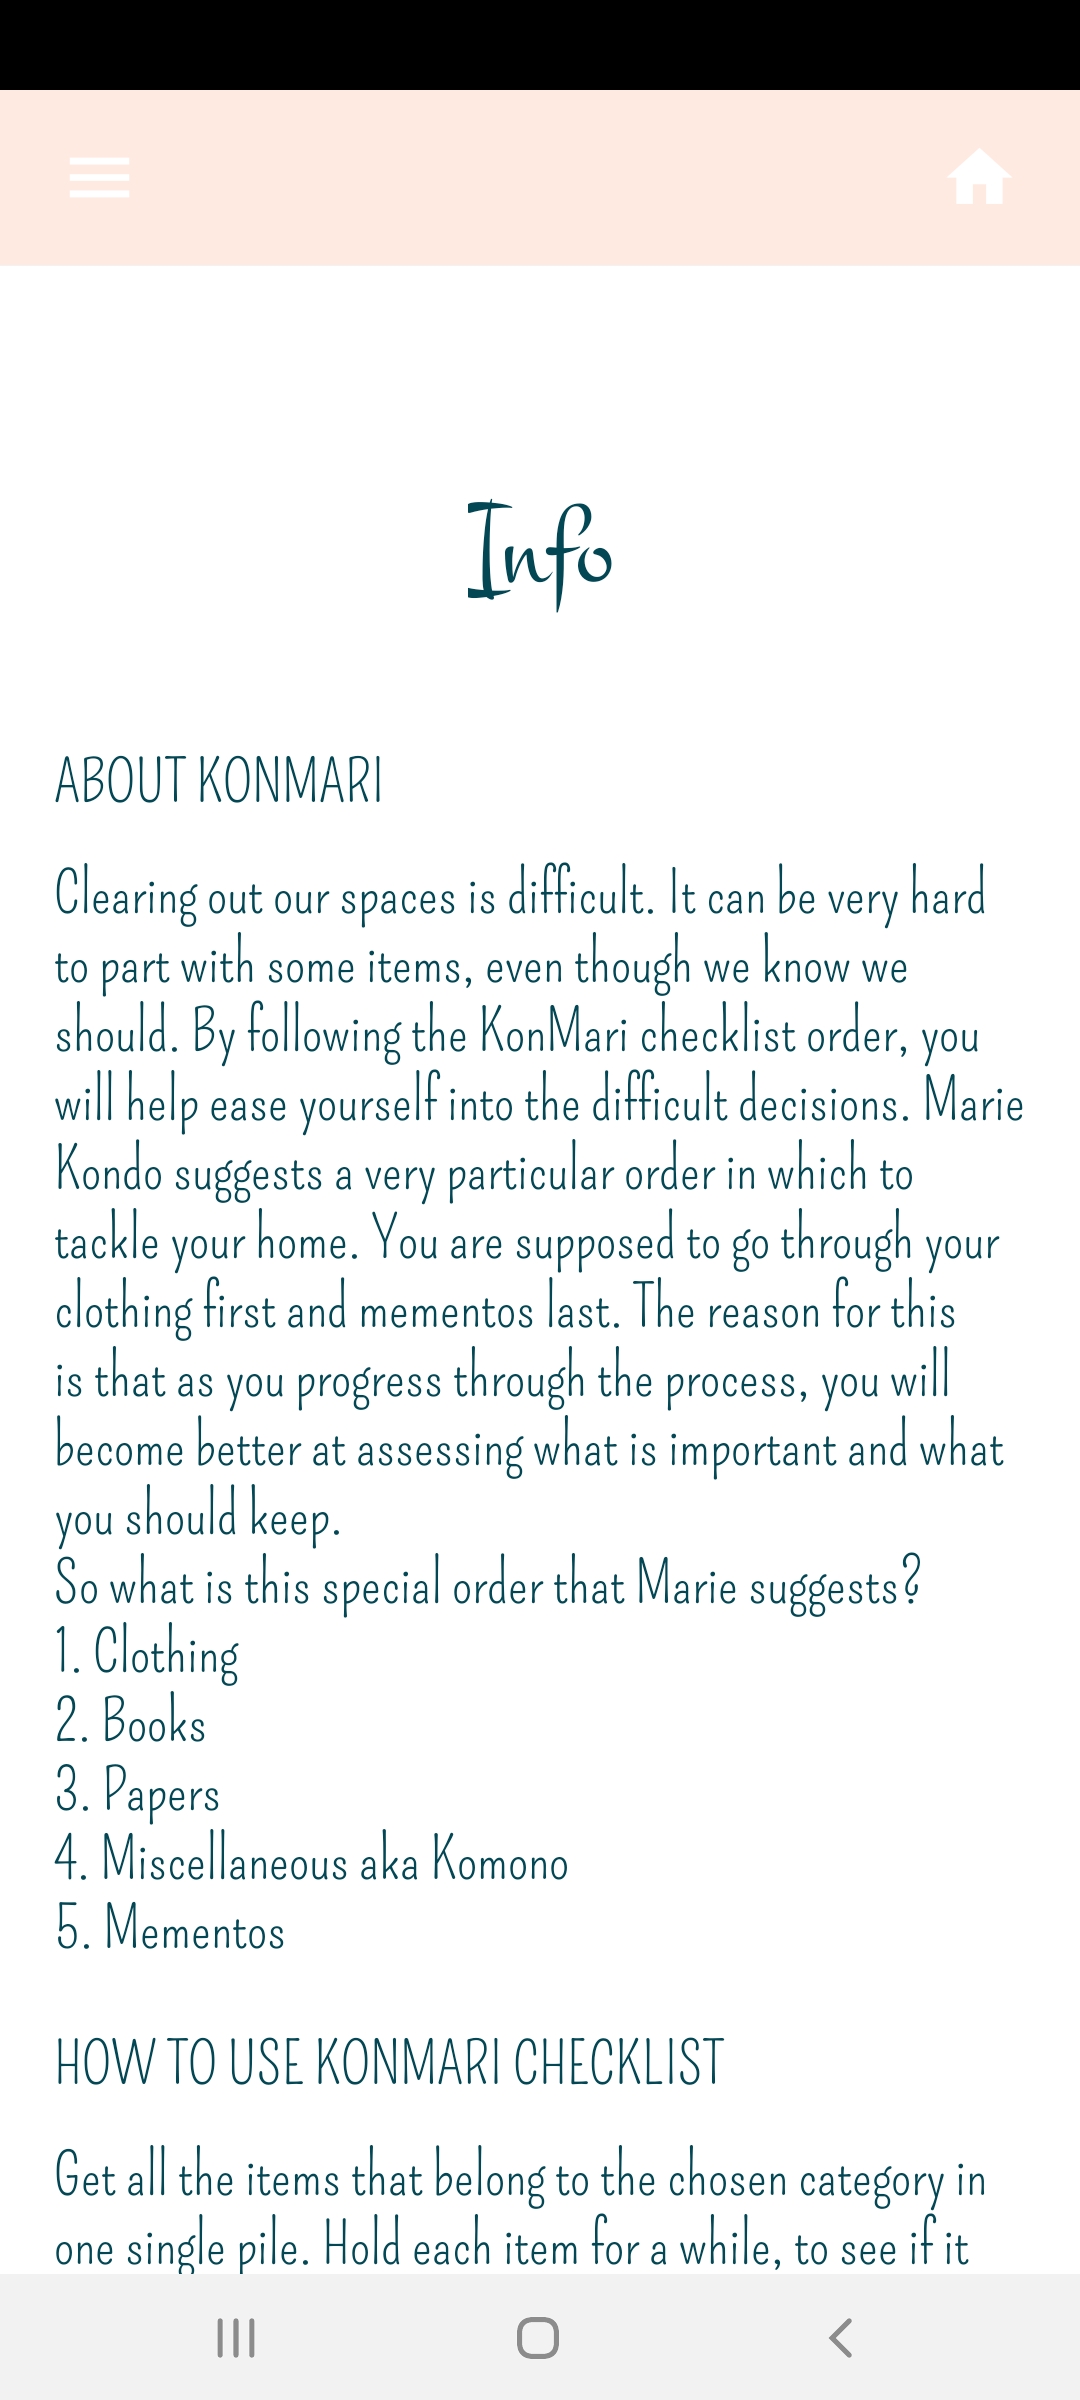 Info
ABOUT KONMARI
Clearing out our spaces is difficult. It can be very hard
to part with some items, even though we know we
should. By following the KonMari checklist order, you
will help ease yourself into the difficult decisions. Marie
Kondo suggests a very particular order in which to
tackle your home. You are supposed to go through your
clothing first and mementos last. The reason for this
is that as you progress through the process, you will
become better at assessing what is important and what
you should keep.
So what is this special order that Marie suggests?
1. Clothing
2. Books
3. Papers
4. Miscellaneous aka Komono
5. Mementos
HOW TO USE KONMARI CHECKLIST
Get all the items that belong to the chosen category in
one single pile. Hold each item for a while, to see if it